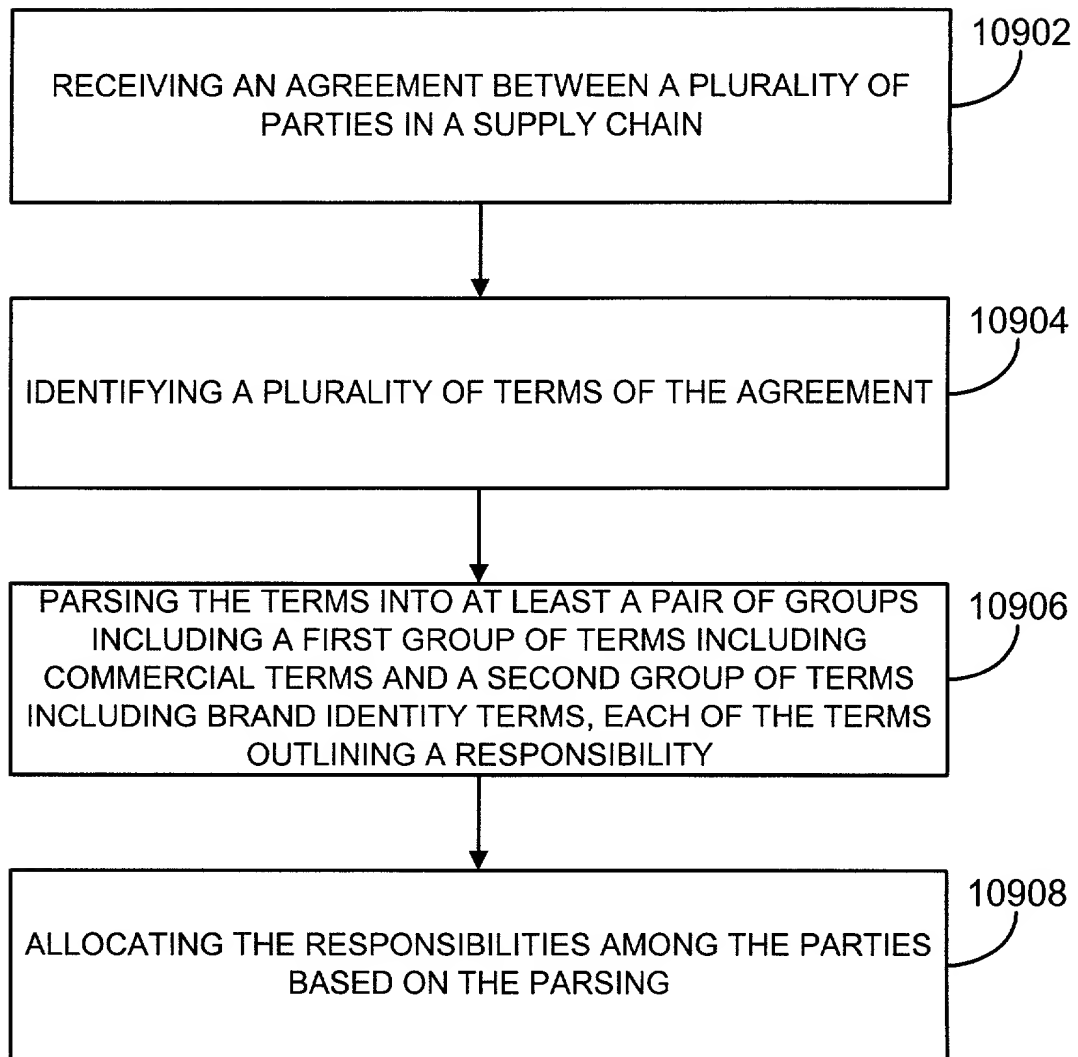 10902
RECEIVING AN AGREEMENT BETWEEN A PLURALITY OF
PARTIES IN A SUPPLY CHAIN
10904
IDENTIFYING A PLURALITY OF TERMS OF THE AGREEMENT
10906
PARSING THE TERMS INTO AT LEAST A PAIR OF GROUPS
INCLUDING A FIRST GROUP OF TERMS INCLUDING
COMMERCIAL TERMS AND A SECOND GROUP OF TERMS
INCLUDING BRAND IDENTITY TERMS, EACH OF THE TERMS
OUTLINING A RESPONSIBILITY
10908
ALLOCATING THE RESPONSIBILITIES AMONG THE PARTIES
BASED ON THE PARSING